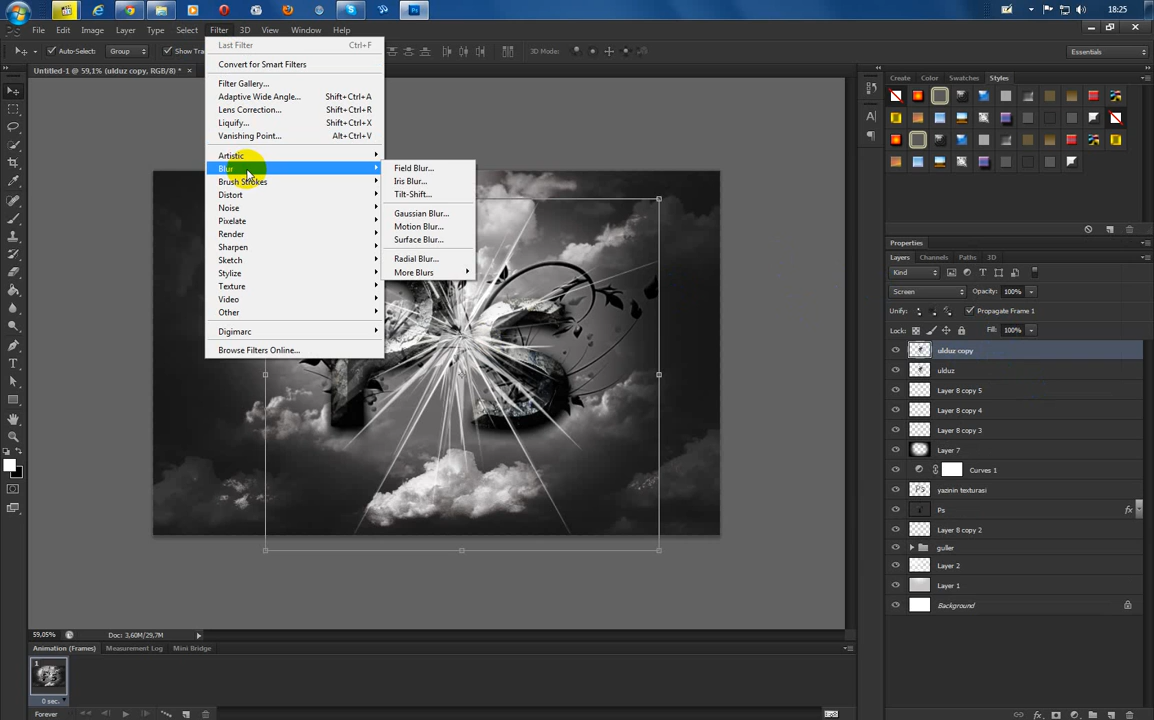 18:25
File Edit Image Layer Type Select Filter 3D View Window Help
Auto-Select: Group Show Tra
3D Mode:
Essentials
Untitled-1 @ 59,1% (ulduz copy, RGB/8) *
Last Filter Ctrl+F
Convert for Smart Filters
Filter Gallery...
Adaptive Wide Angle... Shift+Ctrl+A
Lens Correction... Shift+Ctrl+R
Liquify... Shift+Ctrl+X
Vanishing Point... Alt+Ctrl+V
Artistic
Blur
Brush Strokes
Distort
Noise
Pixelate
Render
Sharpen
Sketch
Stylize
Texture
Video
Other
Digimarc
Browse Filters Online...
Field Blur...
Iris Blur...
Tilt-Shift...
Gaussian Blur...
Motion Blur...
Surface Blur...
Radial Blur...
More Blurs
Create Color Swatches Styles
Properties
Layers Channels Paths 3D
Kind
Screen Opacity: 100%
Unify: Propagate Frame 1
Lock: Fill: 100%
ulduz copy
ulduz
Layer 8 copy 5
Layer 8 copy 4
Layer 8 copy 3
Layer 7
Curves 1
yazinin texturasi
Ps fx
Layer 8 copy 2
guller
Layer 2
Layer 1
Background
59,05% Doc: 3,60M/29,7M
Animation (Frames) Measurement Log Mini Bridge
1
0 sec.
Forever